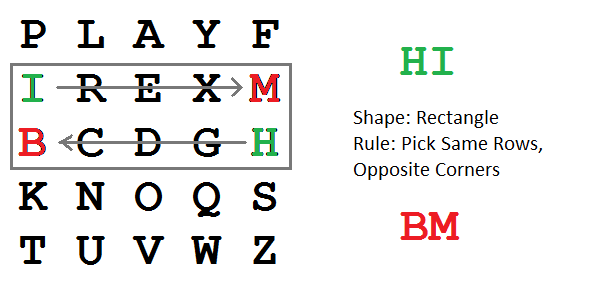 P L A Y F
I R E X M
B C D G H
K N O Q S
T U V W Z
HI
Shape: Rectangle
Rule: Pick Same Rows,
Opposite Corners
BM